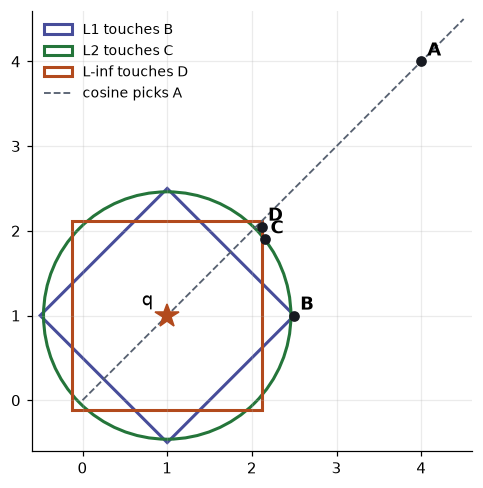 L1 touches B
L2 touches C
L-inf touches D
cosine picks A
A
D
C
B
q
4
3
2
1
0
0
1
2
3
4